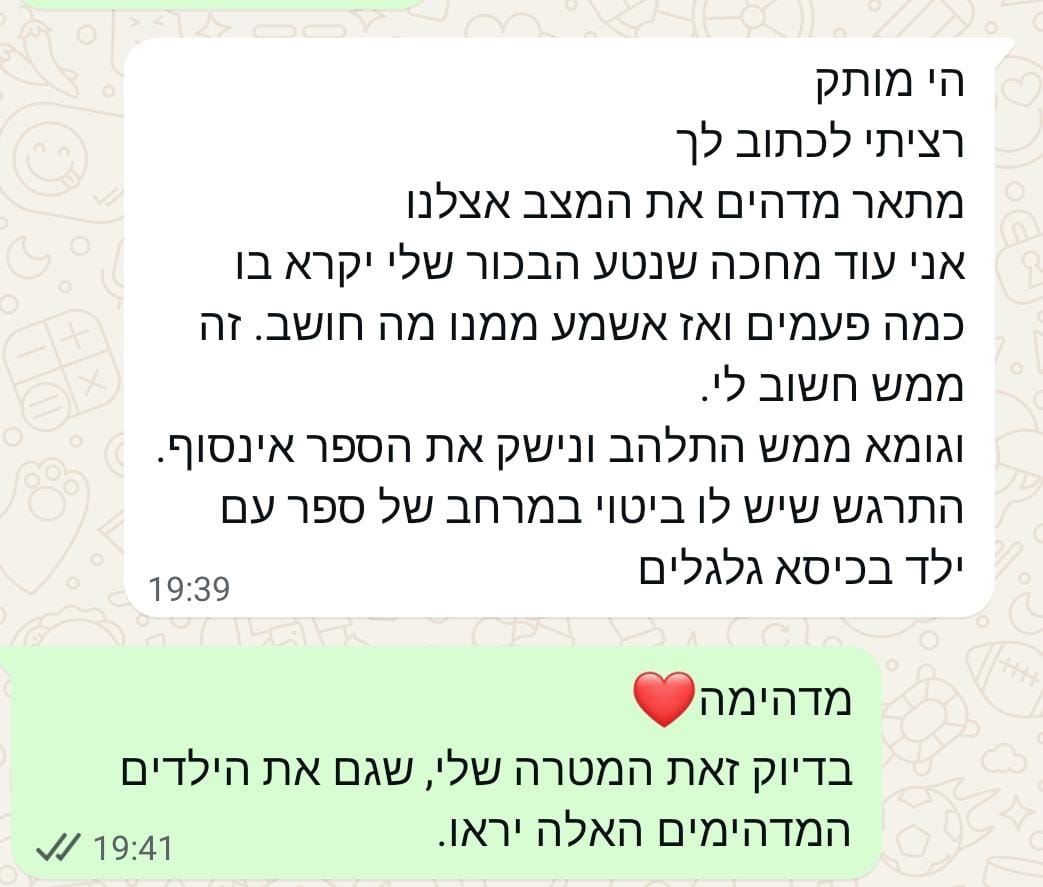 הי מותק
רציתי לכתוב לך
מתאר מדהים את המצב אצלנו
אני עוד מחכה שנטע הבכור שלי יקרא בו
כמה פעמים ואז אשמע ממנו מה חושב. זה
ממש חשוב לי.
וגומא ממש התלהב ונישק את הספר אינסוף.
התרגש שיש לו ביטוי במרחב של ספר עם
ילד בכיסא גלגלים
19:39
מדהימה❤️
בדיוק זאת המטרה שלי, שגם את הילדים
המדהימים האלה יראו.
19:41